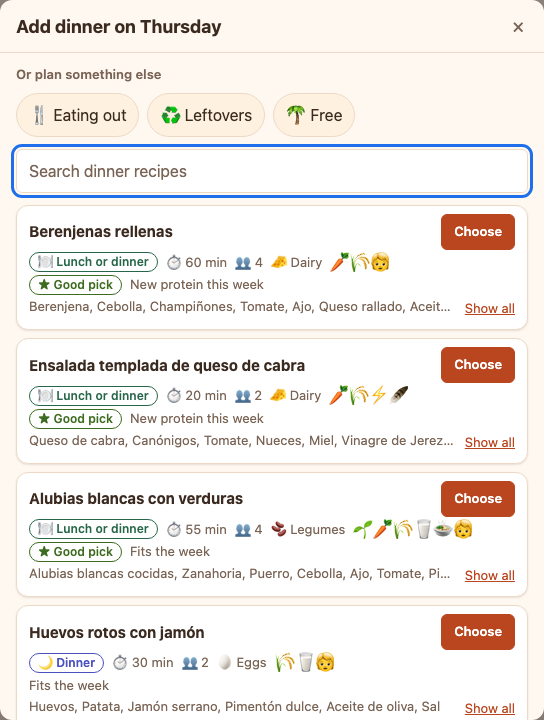 Add dinner on Thursday
Or plan something else
Eating out
Leftovers
Free
Search dinner recipes
Berenjenas rellenas
Choose
Lunch or dinner 60 min 4 Dairy
Good pick New protein this week
Berenjena, Cebolla, Champiñones, Tomate, Ajo, Queso rallado, Aceit... Show all
Ensalada templada de queso de cabra
Choose
Lunch or dinner 20 min 2 Dairy
Good pick New protein this week
Queso de cabra, Canónigos, Tomate, Nueces, Miel, Vinagre de Jerez... Show all
Alubias blancas con verduras
Choose
Lunch or dinner 55 min 4 Legumes
Good pick Fits the week
Alubias blancas cocidas, Zanahoria, Puerro, Cebolla, Ajo, Tomate, Pi... Show all
Huevos rotos con jamón
Choose
Dinner 30 min 2 Eggs
Fits the week
Huevos, Patata, Jamón serrano, Pimentón dulce, Aceite de oliva, Sal Show all